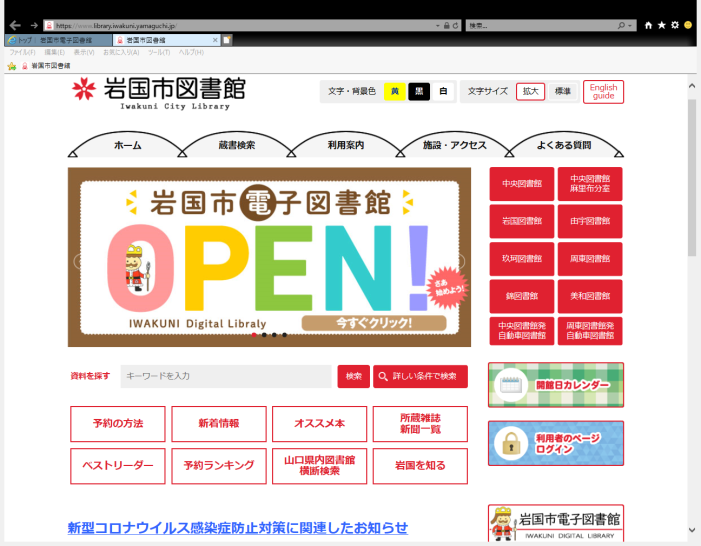 https://www.library.iwakuni.yamaguchi.jp/
検索...
トップ｜岩国市電子図書館
岩国市図書館
ファイル(F) 編集(E) 表示(V) お気に入り(A) ツール(T) ヘルプ(H)
岩国市図書館
岩国市図書館
Iwakuni City Library
文字・背景色 黄 黒 白 文字サイズ 拡大 標準 English guide
ホーム 蔵書検索 利用案内 施設・アクセス よくある質問
岩国市電子図書館
OPEN!
さあ
始めよう!
IWAKUNI Digital Libraly
今すぐクリック!
中央図書館
中央図書館
麻里布分室
岩国図書館
由宇図書館
玖珂図書館
周東図書館
錦図書館
美和図書館
中央図書館発
自動車図書館
周東図書館発
自動車図書館
資料を探す キーワードを入力 検索 詳しい条件で検索
開館日カレンダー
予約の方法
新着情報
オススメ本
所蔵雑誌
新聞一覧
利用者のページ
ログイン
ベストリーダー
予約ランキング
山口県内図書館
横断検索
岩国を知る
新型コロナウイルス感染症防止対策に関連したお知らせ
岩国市電子図書館
IWAKUNI DIGITAL LIBRARY